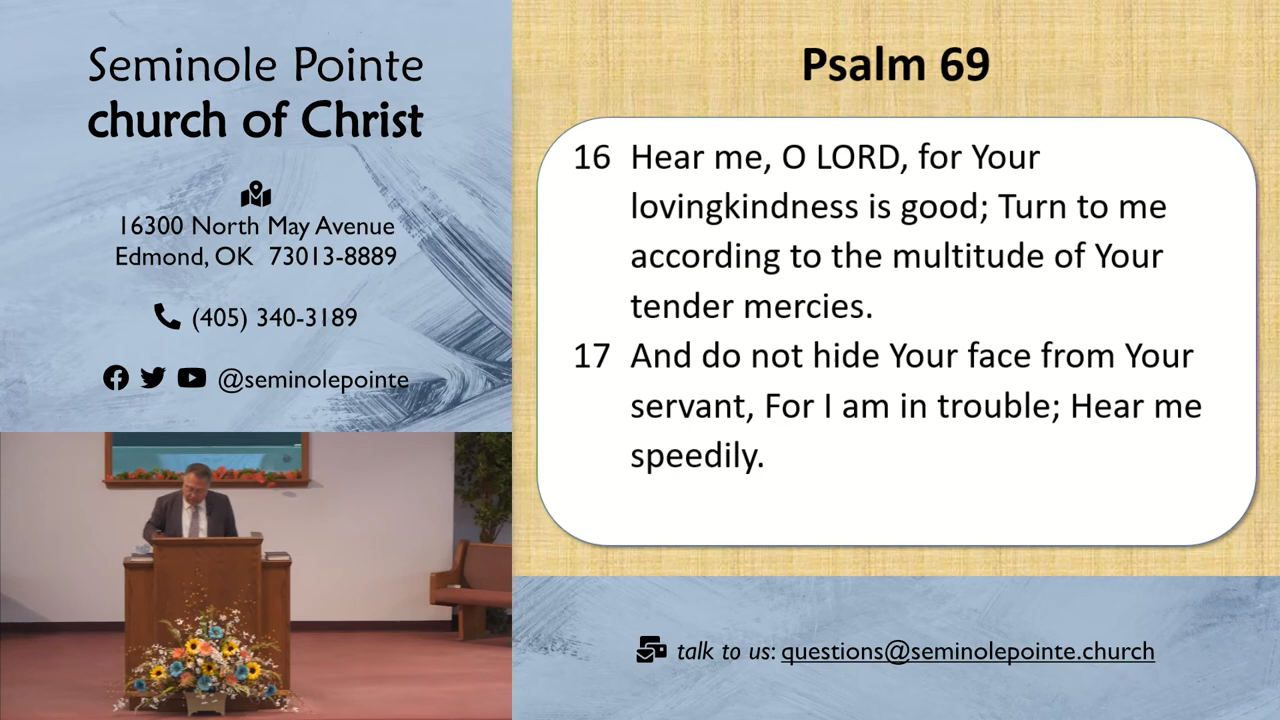 Seminole Pointe
church of Christ
16300 North May Avenue
Edmond, OK 73013-8889
(405) 340-3189
@seminolepointe
Psalm 69
16 Hear me, O LORD, for Your
lovingkindness is good; Turn to me
according to the multitude of Your
tender mercies.
17 And do not hide Your face from Your
servant, For I am in trouble; Hear me
speedily.
talk to us: questions@seminolepointe.church